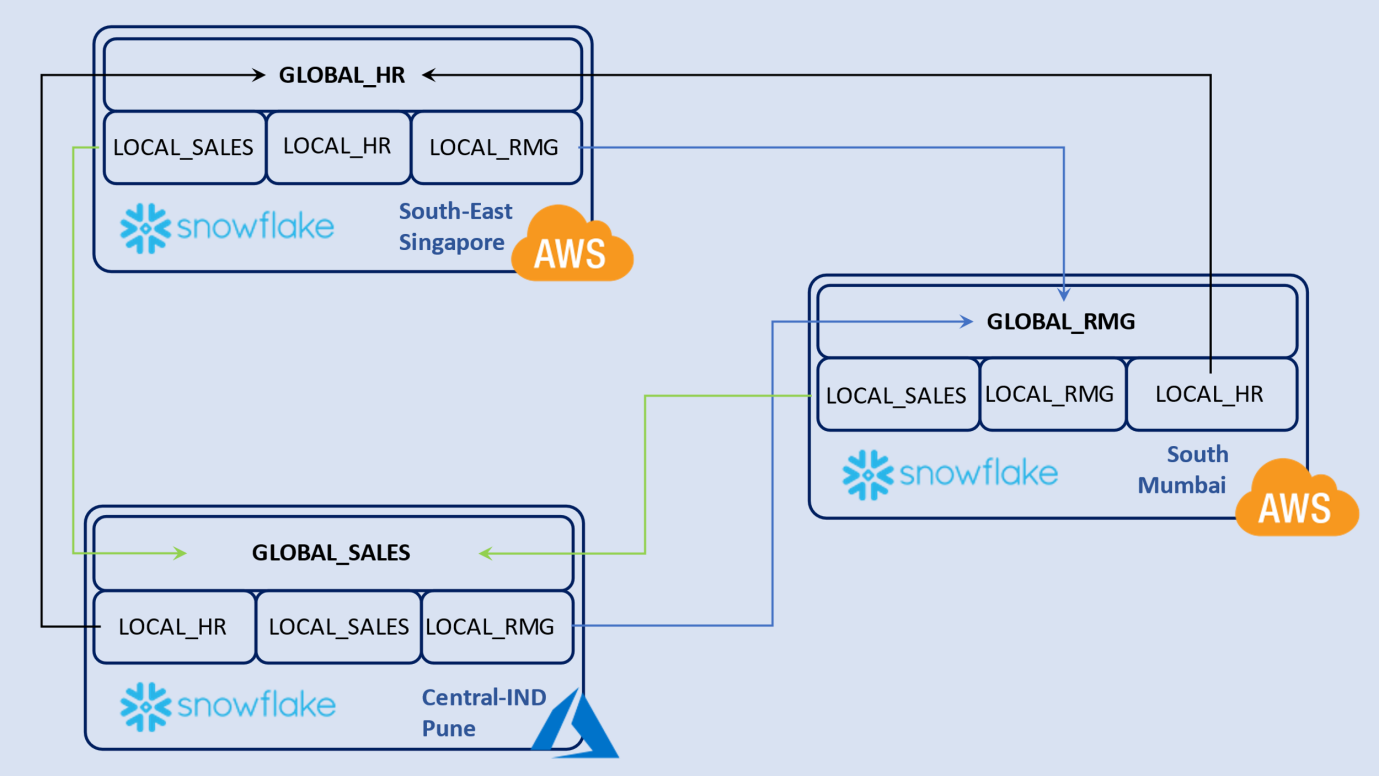 GLOBAL_HR
LOCAL_SALES
LOCAL_HR
LOCAL_RMG
snowflake
South-East
Singapore
AWS
GLOBAL_RMG
LOCAL_SALES
LOCAL_RMG
LOCAL_HR
snowflake
South
Mumbai
AWS
GLOBAL_SALES
LOCAL_HR
LOCAL_SALES
LOCAL_RMG
snowflake
Central-IND
Pune